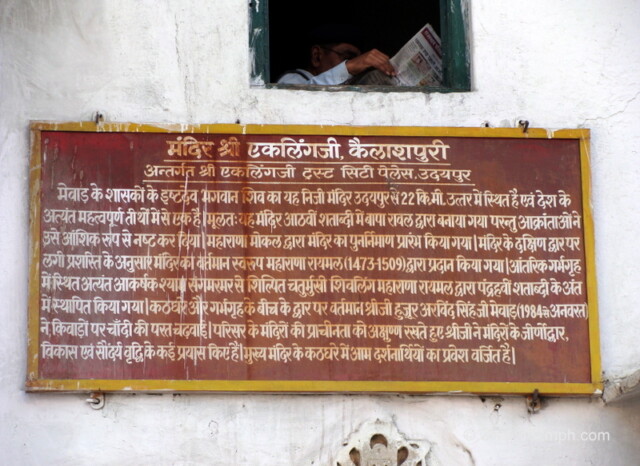 मंदिर श्री एकलिंगजी, कैलाशपुरी
अन्तर्गत श्री एकलिंगजी ट्रस्ट सिटी पैलेस, उदयपुर
मेवाड़ के शासकों के इष्टदेव भगवान शिव का यह निजी मंदिर उदयपुर से 22 कि.मी. उत्तर में स्थित है एवं देश के
अत्यंत महत्वपूर्ण तीर्थों में से एक है। मूलतः यह मंदिर आठवीं शताब्दी में बापा रावल द्वारा बनाया गया परन्तु आक्रांताओं ने
उसे आंशिक रूप से नष्ट कर दिया। महाराणा मोकल द्वारा मंदिर का पुनर्निमाण प्रारंभ किया गया। मंदिर के दक्षिण द्वार पर
लगी प्रशस्ति के अनुसार मंदिर का वर्तमान स्वरूप महाराणा रायमल (1473-1509) द्वारा प्रदान किया गया। आंतरिक गर्भगृह
में स्थित अत्यंत आकर्षक श्याम संगमरमर से शिल्पित चतुर्मुखी शिवलिंग महाराणा रायमल द्वारा पंद्रहवीं शताब्दी के अंत
में स्थापित किया गया। कठघरे और गर्भगृह के बीच के द्वार पर वर्तमान श्रीजी हुजूर अरविंद सिंहजी मेवाड़ (1984 से अनवरत)
ने, किवाड़ों पर चाँदी की परत चढ़वाई। परिसर के मंदिरों की प्राचीनता को अक्षुण्ण रखते हुए श्रीजी ने मंदिरों के जीर्णोद्वार,
विकास एवं सौंदर्य वृद्धि के कई प्रयास किए हैं। मुख्य मंदिर के कठघरे में आम दर्शनार्थियों का प्रवेश वर्जित है।